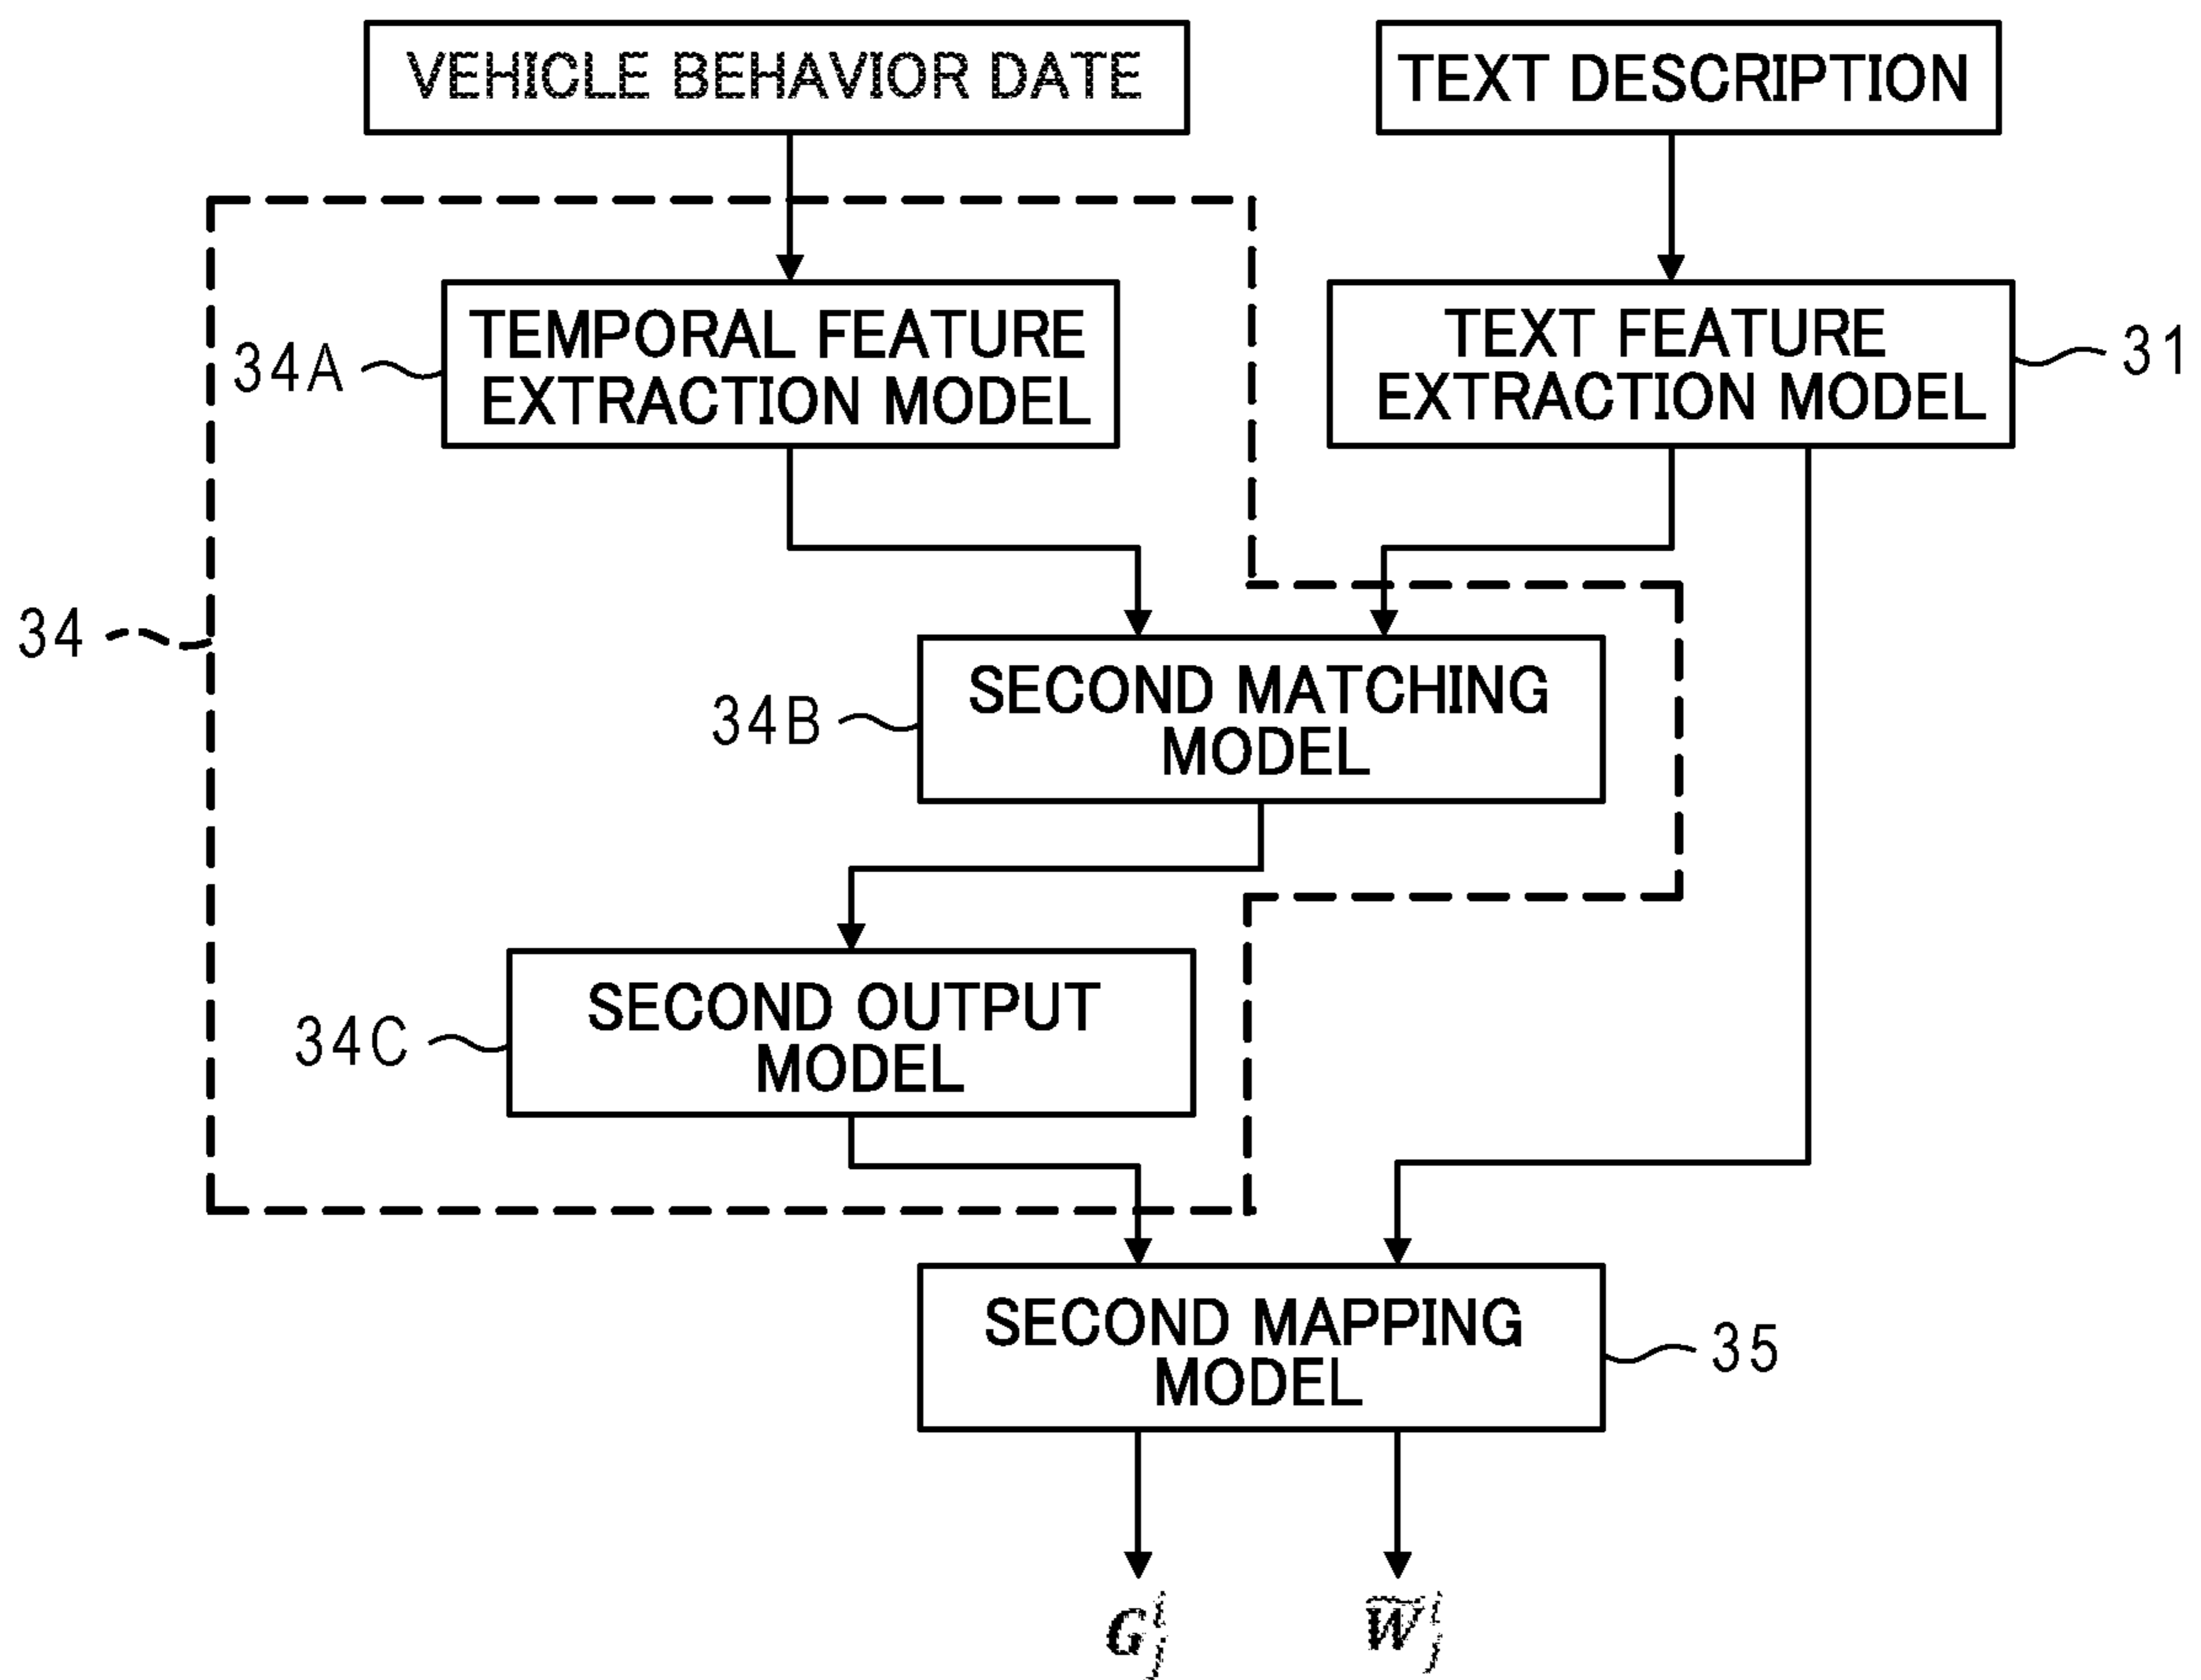 VEHICLE BEHAVIOR DATE
TEXT DESCRIPTION
TEMPORAL FEATURE
EXTRACTION MODEL
34A
TEXT FEATURE
EXTRACTION MODEL
31
34
SECOND MATCHING
MODEL
34B
SECOND OUTPUT
MODEL
34C
SECOND MAPPING
MODEL
35
G
W